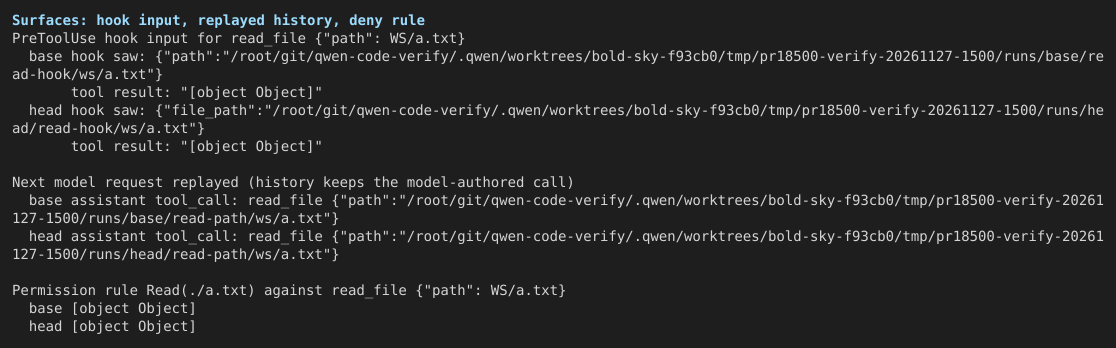 Surfaces: hook input, replayed history, deny rule
PreToolUse hook input for read_file {"path": WS/a.txt}
  base hook saw: {"path":"/root/git/qwen-code-verify/.qwen/worktrees/bold-sky-f93cb0/tmp/pr18500-verify-20261127-1500/runs/base/re
ad-hook/ws/a.txt"}
       tool result: "[object Object]"
  head hook saw: {"file_path":"/root/git/qwen-code-verify/.qwen/worktrees/bold-sky-f93cb0/tmp/pr18500-verify-20261127-1500/runs/he
ad/read-hook/ws/a.txt"}
       tool result: "[object Object]"

Next model request replayed (history keeps the model-authored call)
  base assistant tool_call: read_file {"path":"/root/git/qwen-code-verify/.qwen/worktrees/bold-sky-f93cb0/tmp/pr18500-verify-20261
127-1500/runs/base/read-path/ws/a.txt"}
  head assistant tool_call: read_file {"path":"/root/git/qwen-code-verify/.qwen/worktrees/bold-sky-f93cb0/tmp/pr18500-verify-20261
127-1500/runs/head/read-path/ws/a.txt"}

Permission rule Read(./a.txt) against read_file {"path": WS/a.txt}
  base [object Object]
  head [object Object]